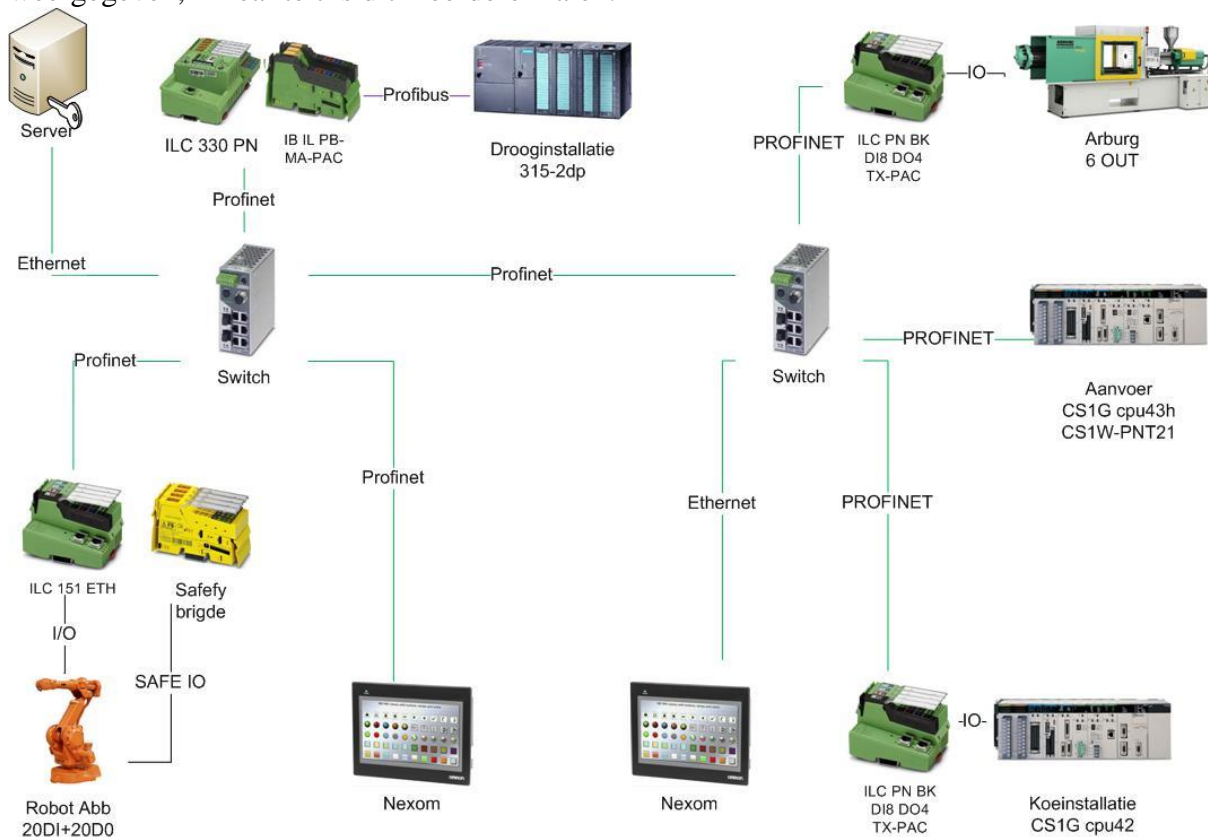 Server
ILC 330 PN
IB IL PB-
MA-PAC
Profibus
Drooginstallatie
315-2dp
PROFINET
ILC PN BK
DI8 DO4
TX-PAC
IO
Arburg
6 OUT
Profinet
Ethernet
Profinet
Switch
Switch
PROFINET
Aanvoer
CS1G cpu43h
CS1W-PNT21
Profinet
Profinet
Ethernet
PROFINET
ILC 151 ETH
Safefy
brigde
I/O
SAFE IO
Robot Abb
20DI+20D0
OMRON
Nexom
OMRON
Nexom
ILC PN BK
DI8 DO4
TX-PAC
IO
Koeinstallatie
CS1G cpu42